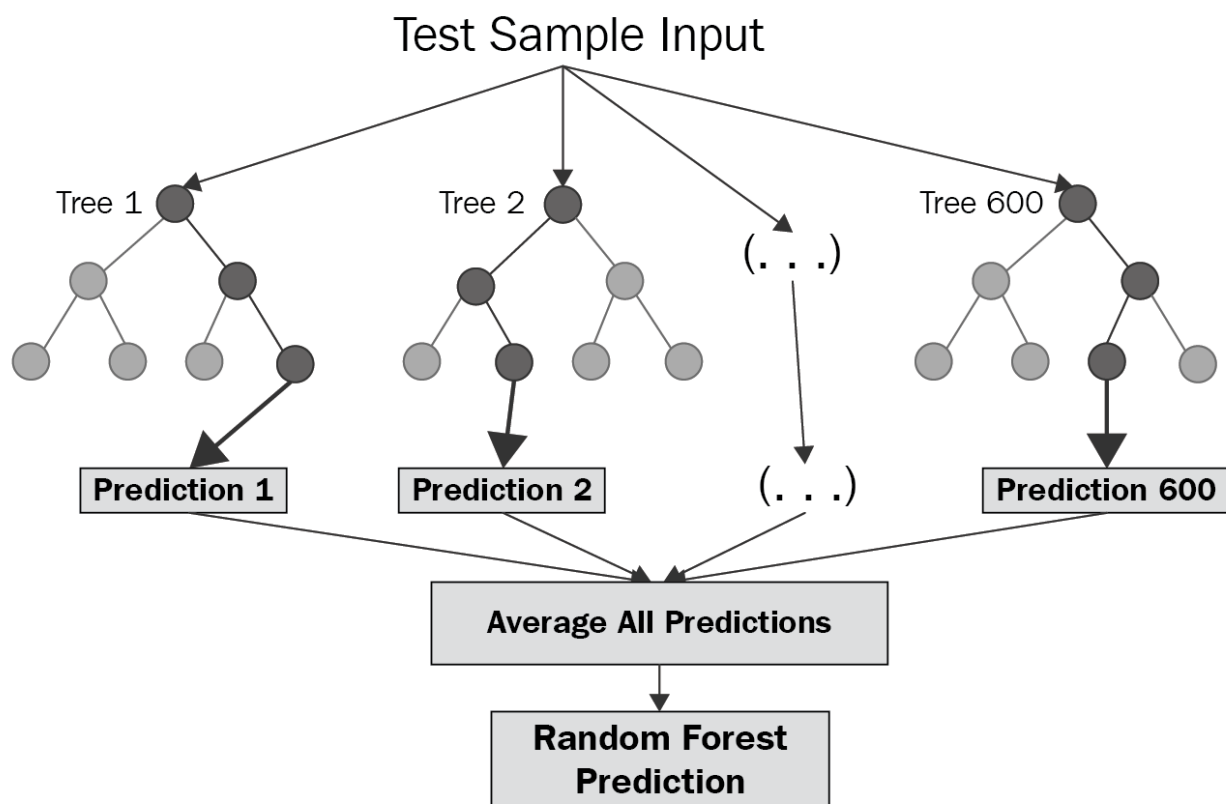 Test Sample Input
Tree 1
Tree 2
Tree 600
(. . .)
(. . .)
Prediction 1
Prediction 2
Prediction 600
Average All Predictions
Random Forest
Prediction